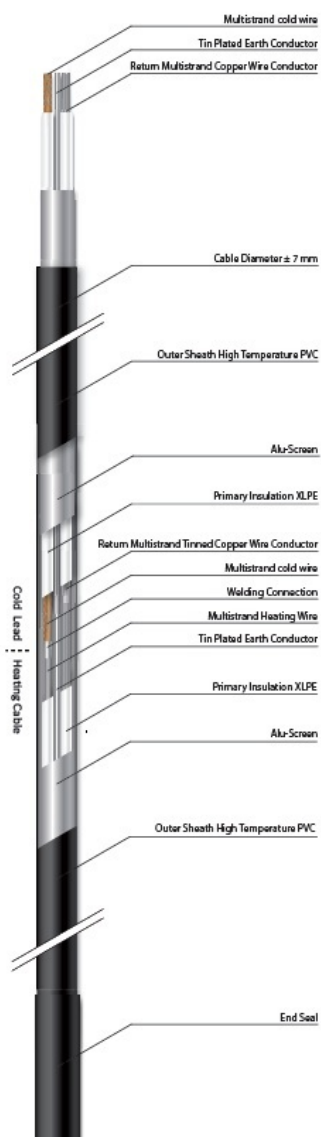 Multistrand cold wire
Tin Plated Earth Conductor
Return Multistrand Copper Wire Conductor
Cable Diameter ± 7 mm
Outer Sheath High Temperature PVC
Alu-Screen
Primary Insulation XLPE
Return Multistrand Tinned Copper Wire Conductor
Multistrand cold wire
Welding Connection
Multistrand Heating Wire
Tin Plated Earth Conductor
Cold Lead
Heating Cable
Primary Insulation XLPE
Alu-Screen
Outer Sheath High Temperature PVC
End Seal